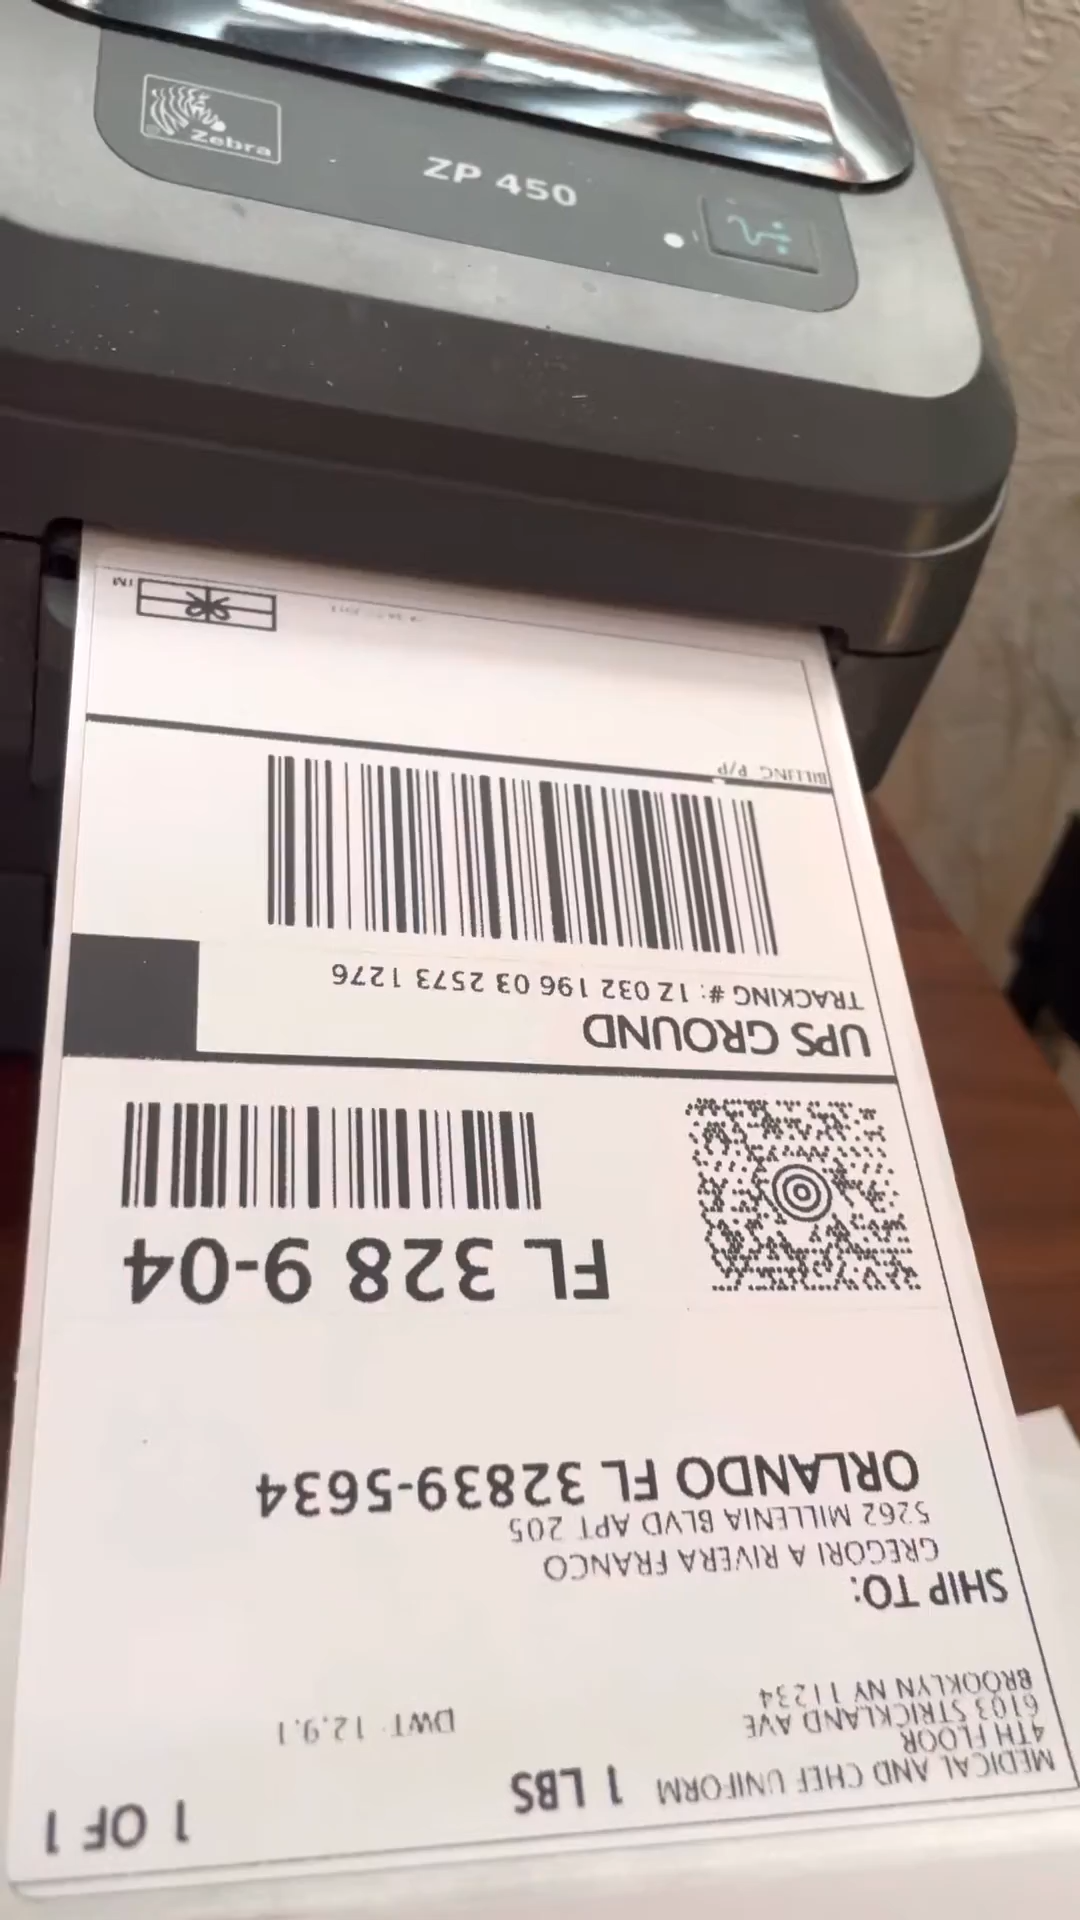 Zebra
ZP 450
MEDICAL AND CHEF UNIFORM
4TH FLOOR
6103 STRICKLAND AVE
BROOKLYN NY 11234
1 LBS
1 OF 1
DWT: 12,9,1
SHIP TO:
GREGORI A RIVERA FRANCO
5262 MILLENIA BLVD APT 205
ORLANDO FL 32839-5634
FL 328 9-04
UPS GROUND
TRACKING #: 1Z 032 196 03 2573 1276
BILLING: P/P
TM